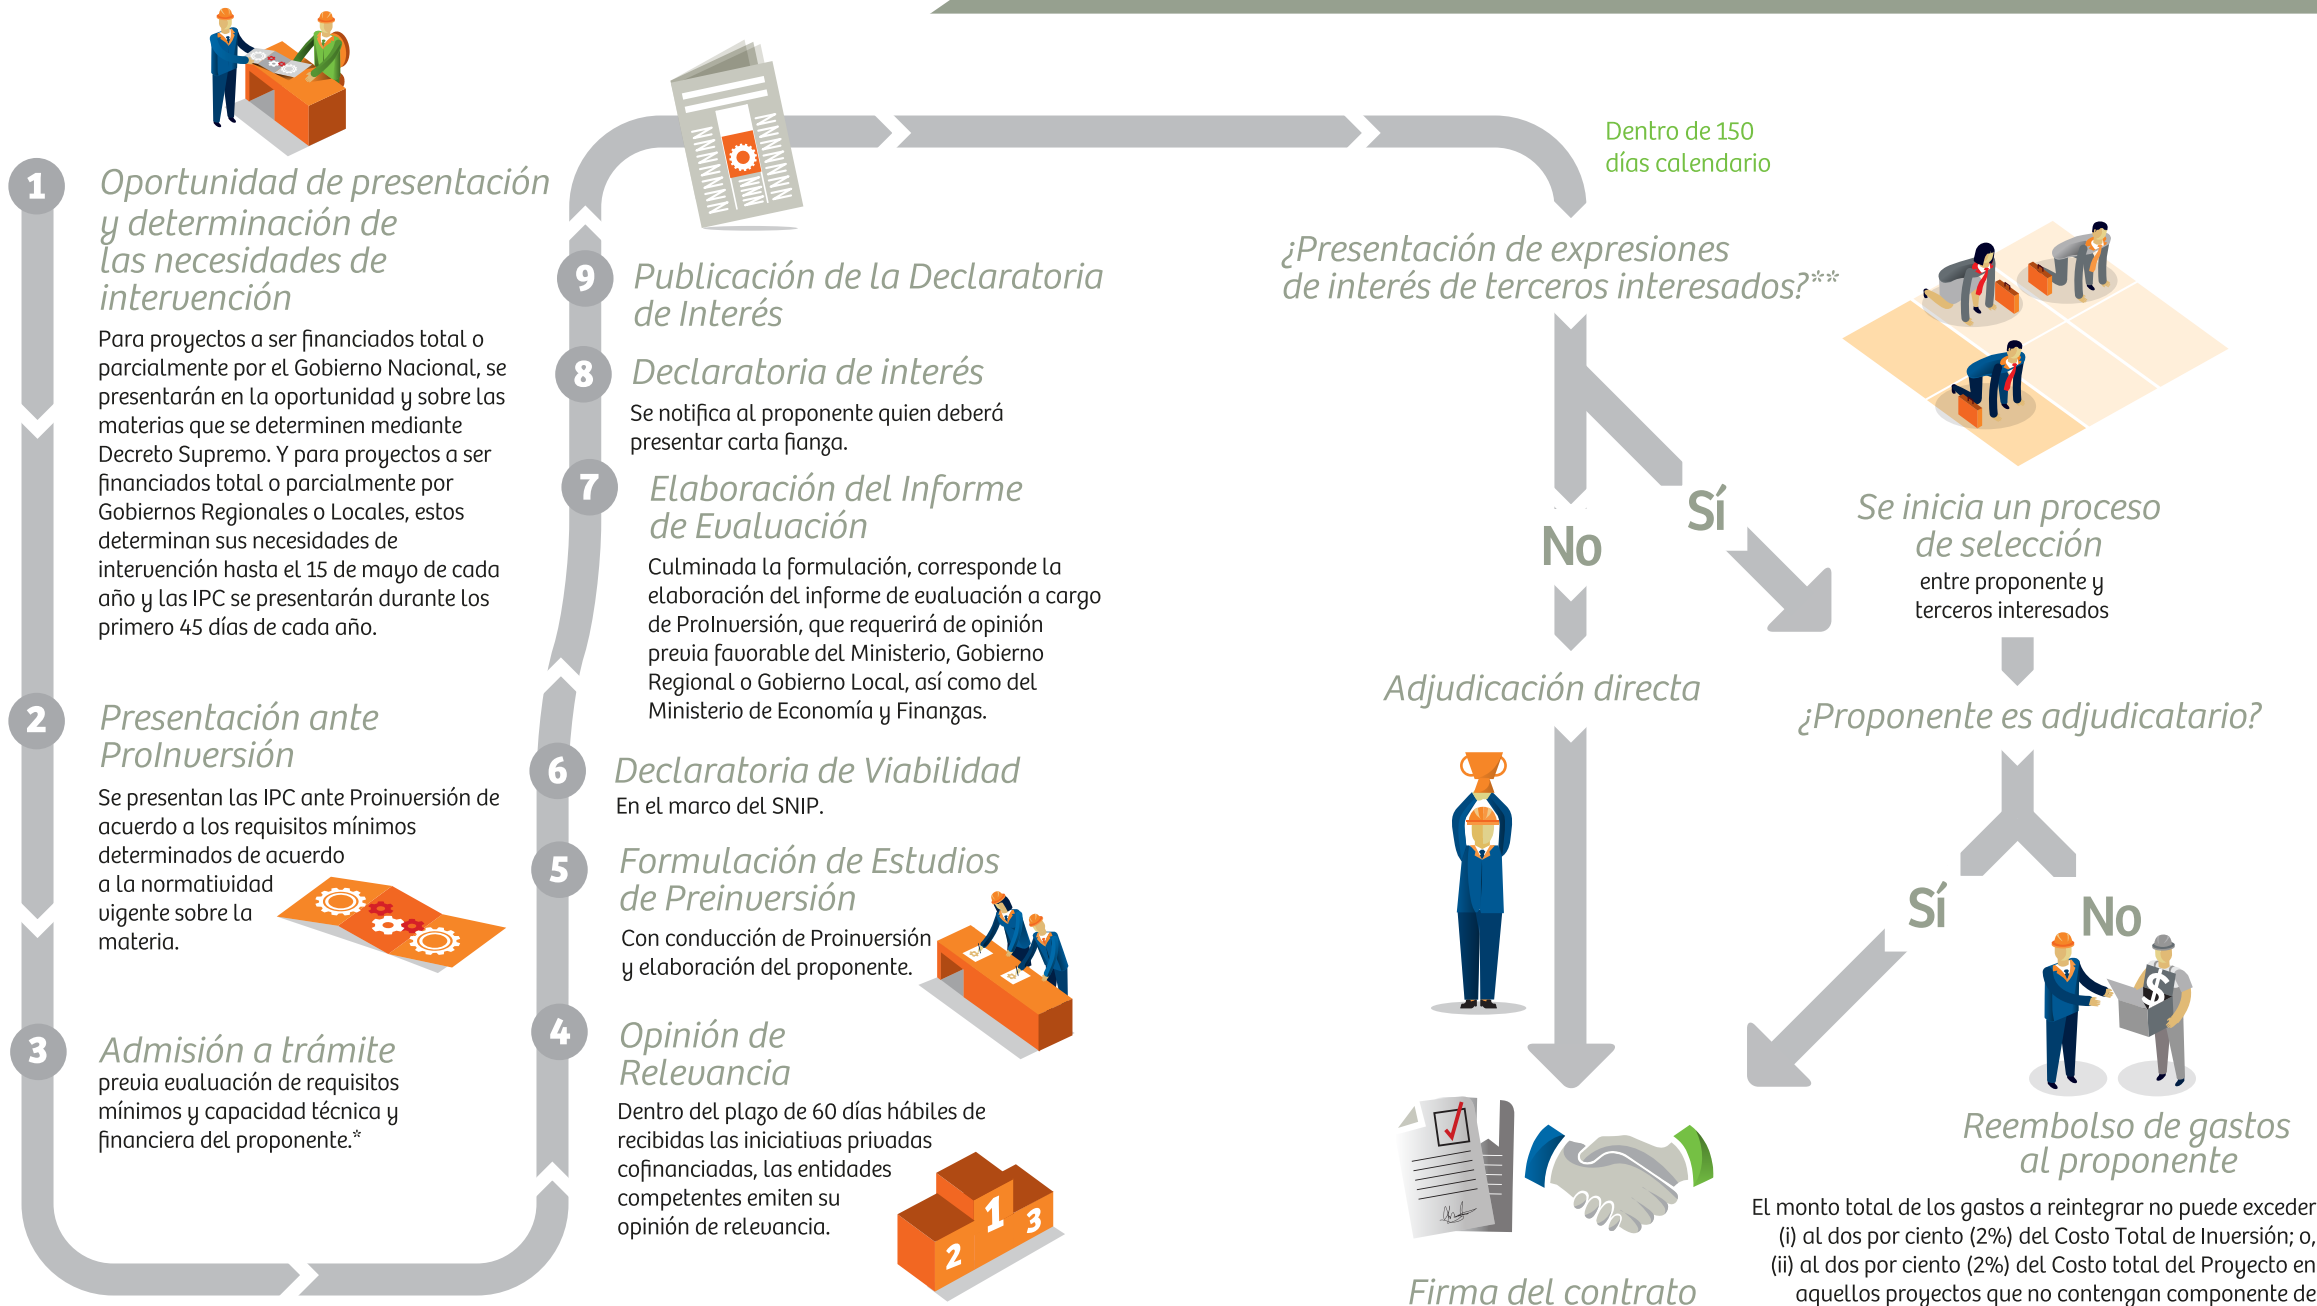 1
Oportunidad de presentación
y determinación de
las necesidades de
intervención
Para proyectos a ser financiados total o
parcialmente por el Gobierno Nacional, se
presentarán en la oportunidad y sobre las
materias que se determinen mediante
Decreto Supremo. Y para proyectos a ser
financiados total o parcialmente por
Gobiernos Regionales o Locales, estos
determinan sus necesidades de
intervención hasta el 15 de mayo de cada
año y las IPC se presentarán durante los
primero 45 días de cada año.
2
Presentación ante
ProInversión
Se presentan las IPC ante Proinversión de
acuerdo a los requisitos mínimos
determinados de acuerdo
a la normatividad
vigente sobre la
materia.
3
Admisión a trámite
previa evaluación de requisitos
mínimos y capacidad técnica y
financiera del proponente.*
9
Publicación de la Declaratoria
de Interés
8
Declaratoria de interés
Se notifica al proponente quien deberá
presentar carta fianza.
7
Elaboración del Informe
de Evaluación
Culminada la formulación, corresponde la
elaboración del informe de evaluación a cargo
de ProInversión, que requerirá de opinión
previa favorable del Ministerio, Gobierno
Regional o Gobierno Local, así como del
Ministerio de Economía y Finanzas.
6
Declaratoria de Viabilidad
En el marco del SNIP.
5
Formulación de Estudios
de Preinversión
Con conducción de Proinversión
y elaboración del proponente.
4
Opinión de
Relevancia
Dentro del plazo de 60 días hábiles de
recibidas las iniciativas privadas
cofinanciadas, las entidades
competentes emiten su
opinión de relevancia.
1
2
3
Dentro de 150
días calendario
¿Presentación de expresiones
de interés de terceros interesados?**
No
Sí
Adjudicación directa
Se inicia un proceso
de selección
entre proponente y
terceros interesados
¿Proponente es adjudicatario?
Sí
No
$
Reembolso de gastos
al proponente
El monto total de los gastos a reintegrar no puede exceder
(i) al dos por ciento (2%) del Costo Total de Inversión; o,
(ii) al dos por ciento (2%) del Costo total del Proyecto en
aquellos proyectos que no contengan componente de
Firma del contrato